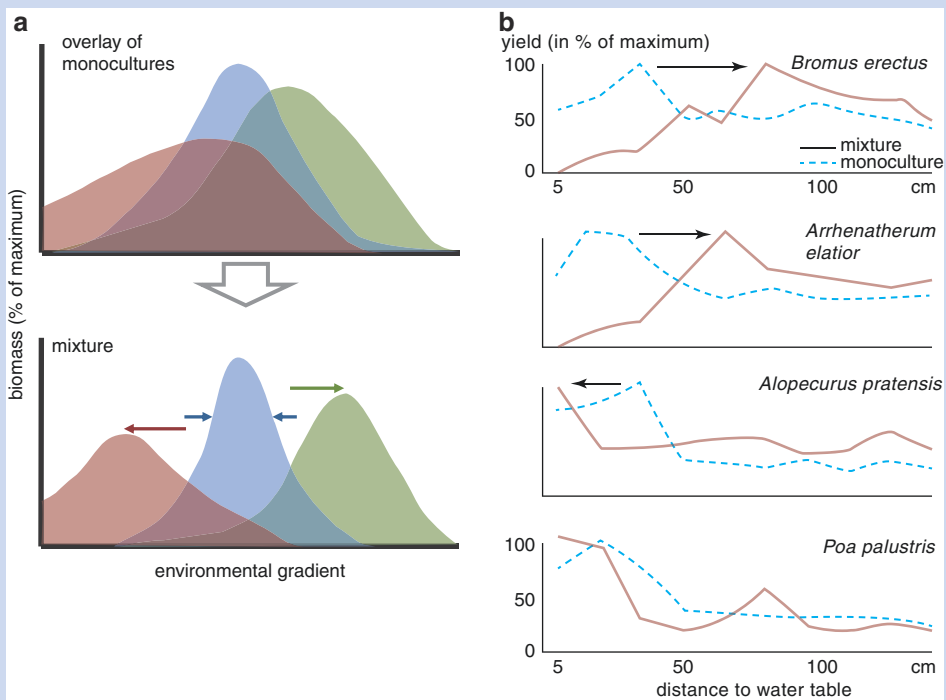 a
overlay of
monocultures
biomass (% of maximum)
mixture
environmental gradient
b
yield (in % of maximum)
100
50
0
5
50
100
cm
Bromus erectus
mixture
monoculture
Arrhenatherum
elatior
Alopecurus pratensis
Poa palustris
100
50
0
5
50
100
cm
distance to water table